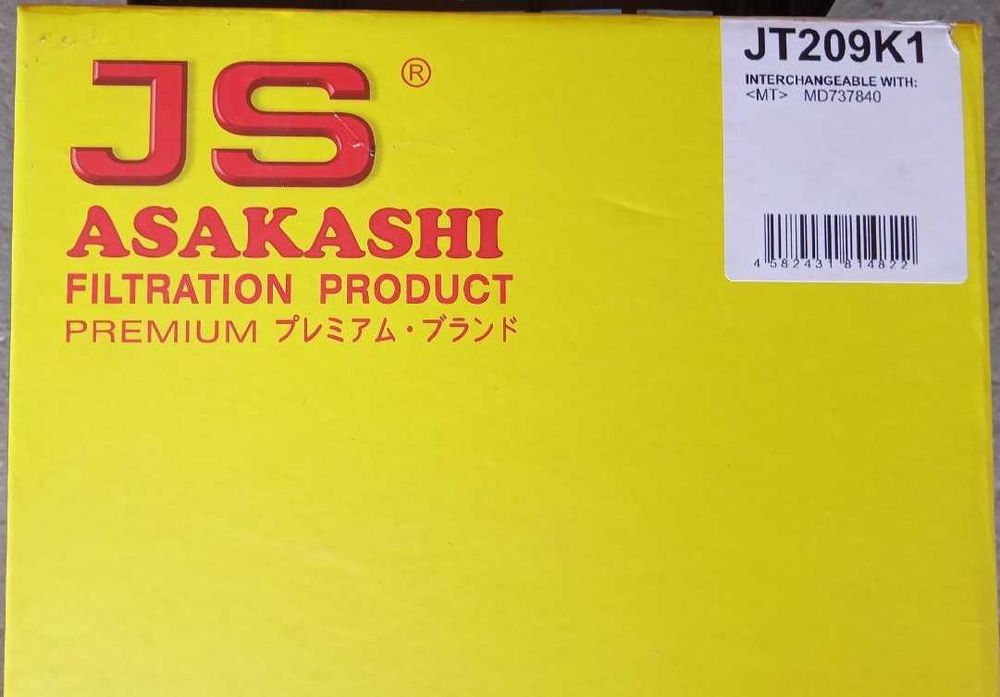 JS ®
ASAKASHI
FILTRATION PRODUCT
PREMIUM プレミアム・ブランド
JT209K1
INTERCHANGEABLE WITH:
<MT> MD737840
4 582431 814822